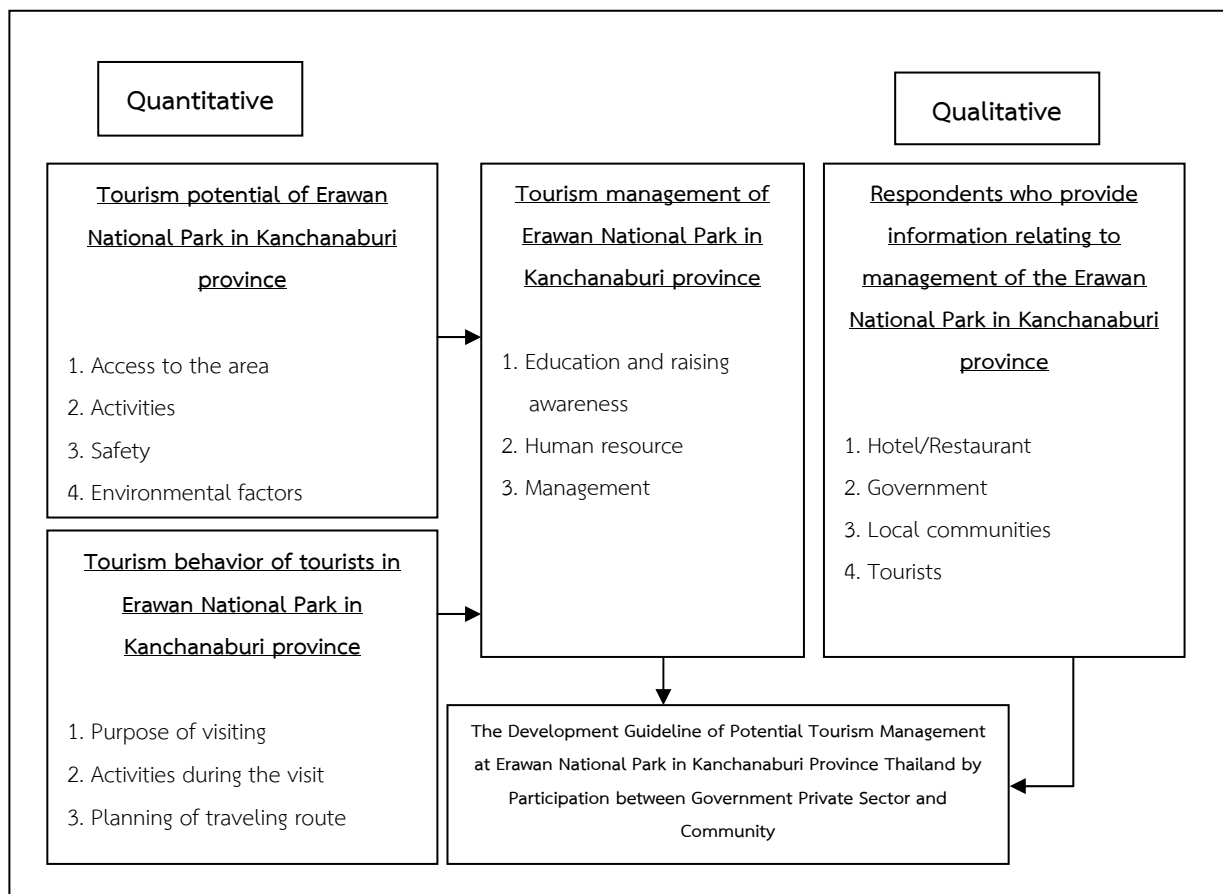 Quantitative
Qualitative
Tourism potential of Erawan
National Park in Kanchanaburi
province
1. Access to the area
2. Activities
3. Safety
4. Environmental factors
Tourism behavior of tourists in
Erawan National Park in
Kanchanaburi province
1. Purpose of visiting
2. Activities during the visit
3. Planning of traveling route
Tourism management of
Erawan National Park in
Kanchanaburi province
1. Education and raising
awareness
2. Human resource
3. Management
Respondents who provide
information relating to
management of the Erawan
National Park in Kanchanaburi
province
1. Hotel/Restaurant
2. Government
3. Local communities
4. Tourists
The Development Guideline of Potential Tourism Management
at Erawan National Park in Kanchanaburi Province Thailand by
Participation between Government Private Sector and
Community